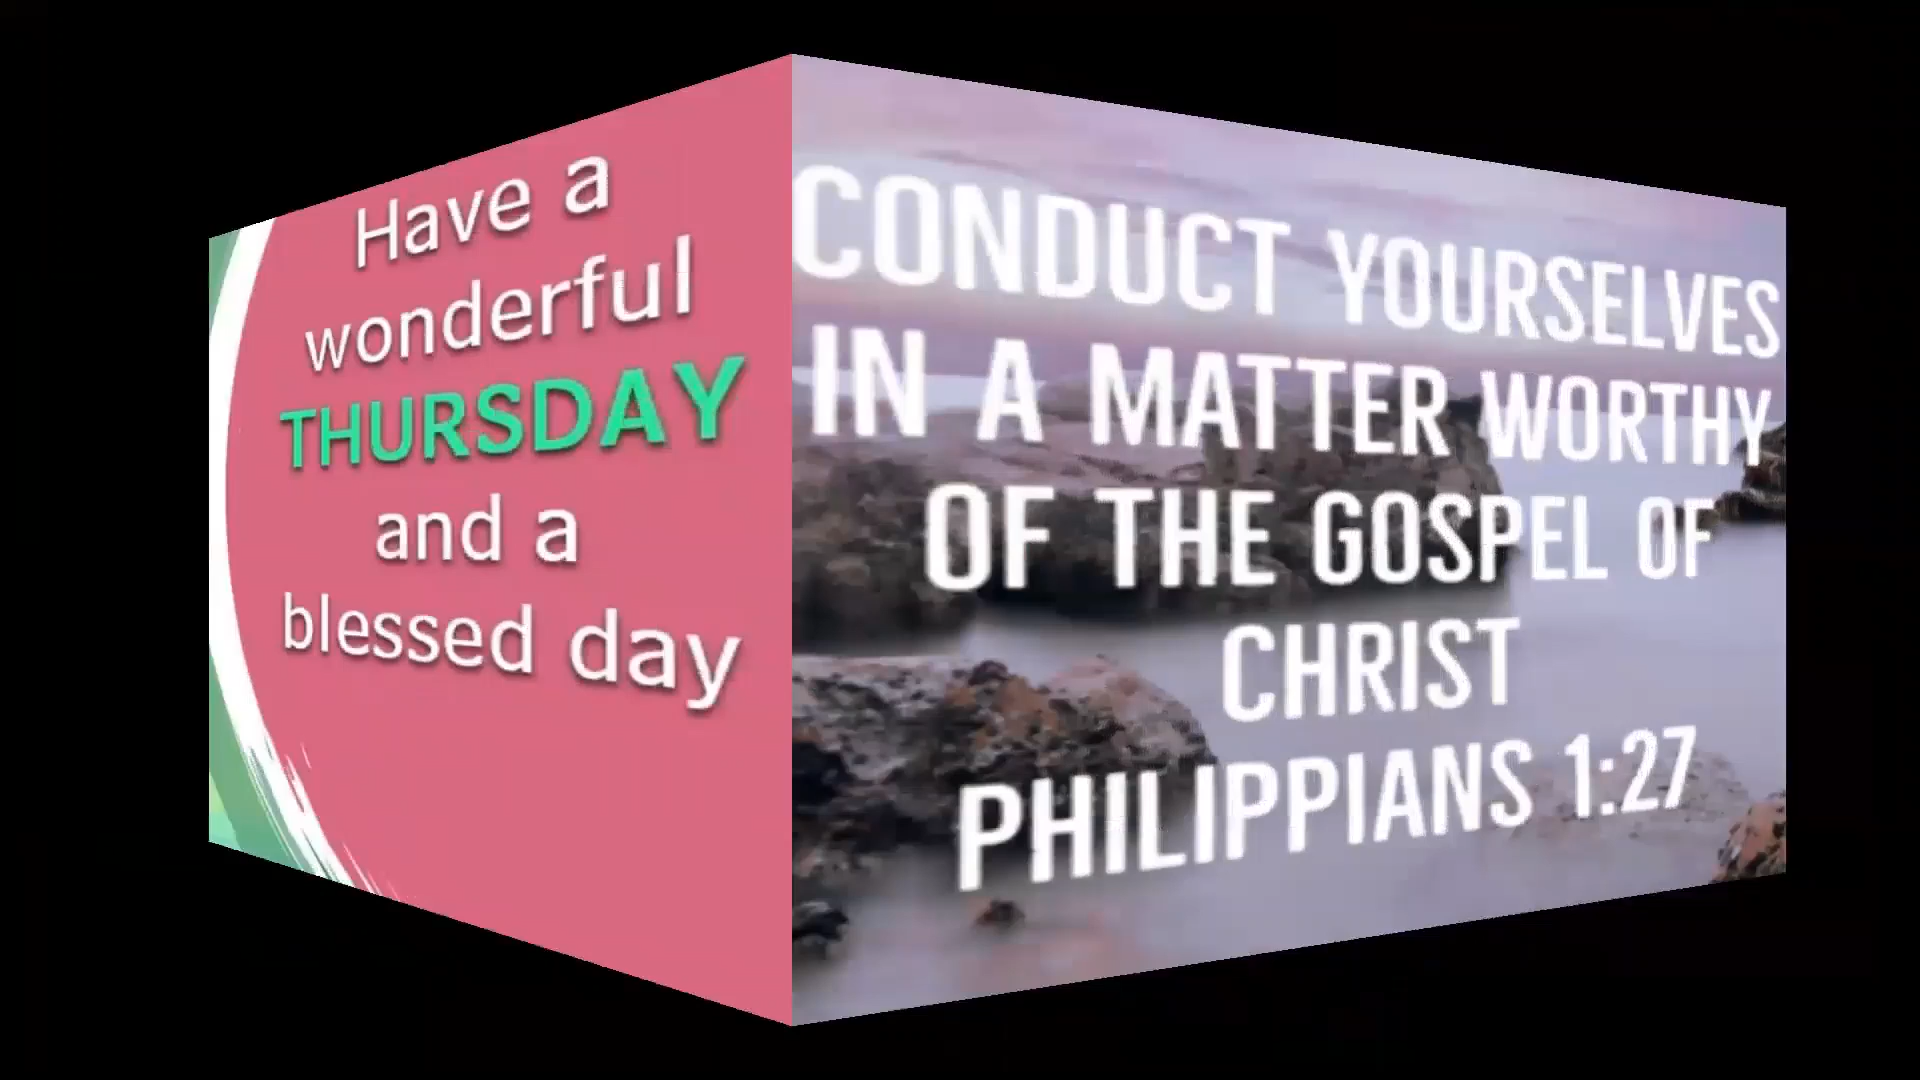 Have a
wonderful
THURSDAY
and a
blessed day
CONDUCT YOURSELVES
IN A MATTER WORTHY
OF THE GOSPEL OF
CHRIST
PHILIPPIANS 1:27